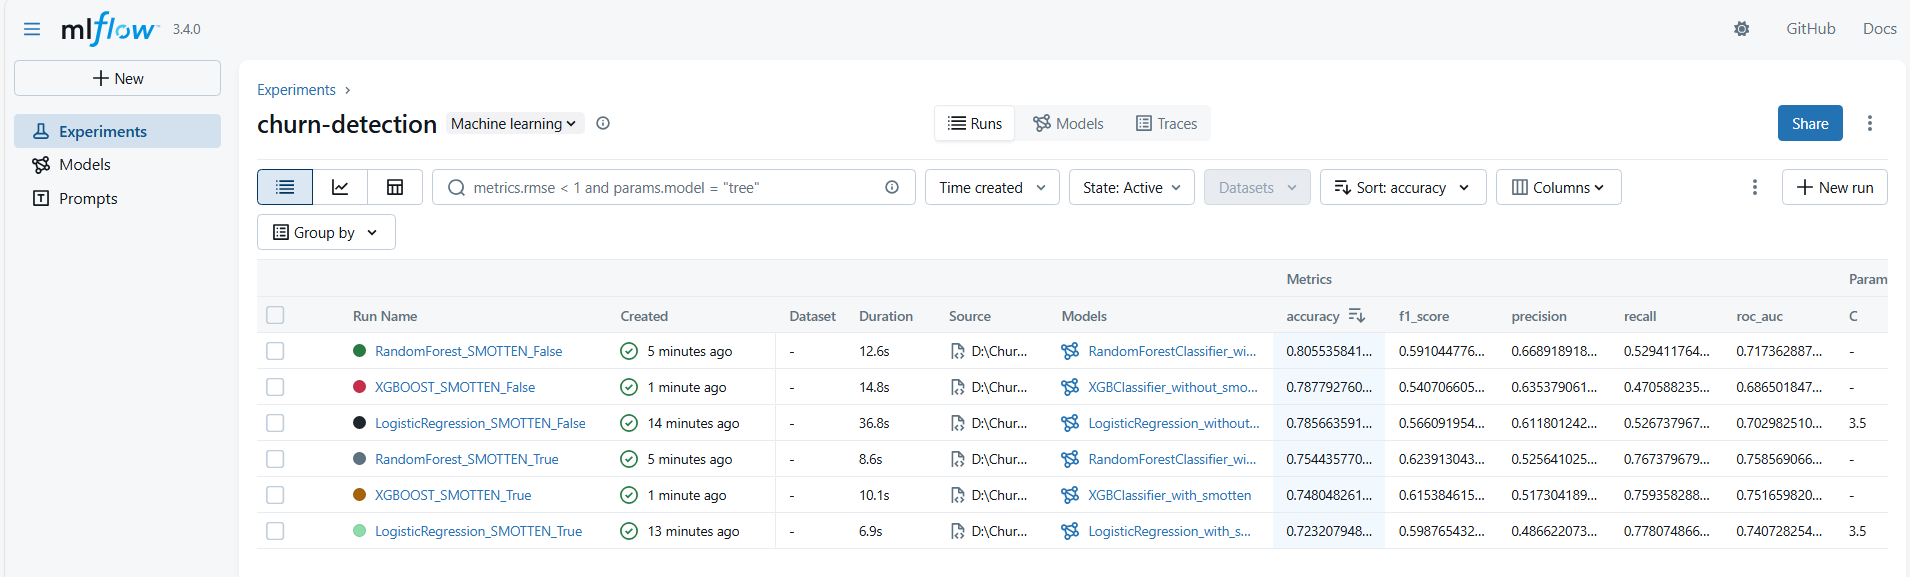 mlflow™ 3.4.0 GitHub Docs
New
Experiments
Models
Prompts
Experiments ›
churn-detection Machine learning
Runs Models Traces
Share
metrics.rmse < 1 and params.model = "tree"
Time created State: Active Datasets Sort: accuracy Columns New run
Group by
Metrics Param
Run Name Created Dataset Duration Source Models accuracy f1_score precision recall roc_auc C
RandomForest_SMOTTEN_False 5 minutes ago - 12.6s D:\Chur... RandomForestClassifier_wi... 0.805535841... 0.591044776... 0.668918918... 0.529411764... 0.717362887... -
XGBOOST_SMOTTEN_False 1 minute ago - 14.8s D:\Chur... XGBClassifier_without_smo... 0.787792760... 0.540706605... 0.635379061... 0.470588235... 0.686501847... -
LogisticRegression_SMOTTEN_False 14 minutes ago - 36.8s D:\Chur... LogisticRegression_without... 0.785663591... 0.566091954... 0.611801242... 0.526737967... 0.702982510... 3.5
RandomForest_SMOTTEN_True 5 minutes ago - 8.6s D:\Chur... RandomForestClassifier_wi... 0.754435770... 0.623913043... 0.525641025... 0.767379679... 0.758569066... -
XGBOOST_SMOTTEN_True 1 minute ago - 10.1s D:\Chur... XGBClassifier_with_smotten 0.748048261... 0.615384615... 0.517304189... 0.759358288... 0.751659820... -
LogisticRegression_SMOTTEN_True 13 minutes ago - 6.9s D:\Chur... LogisticRegression_with_s... 0.723207948... 0.598765432... 0.486622073... 0.778074866... 0.740728254... 3.5